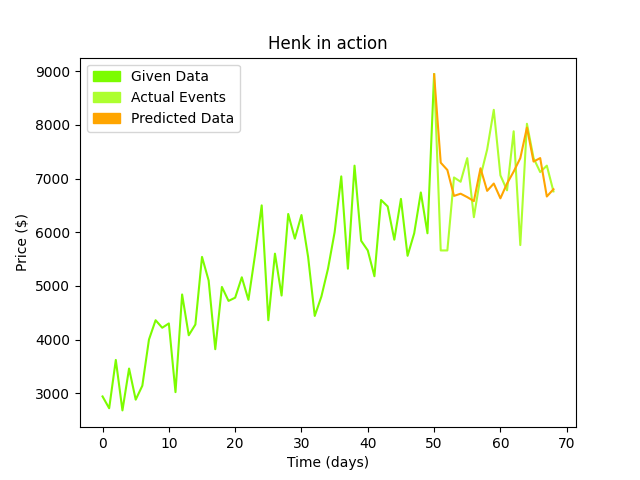 Henk in action
Given Data
Actual Events
Predicted Data
9000
8000
7000
6000
5000
4000
3000
Price ($)
0 10 20 30 40 50 60 70
Time (days)